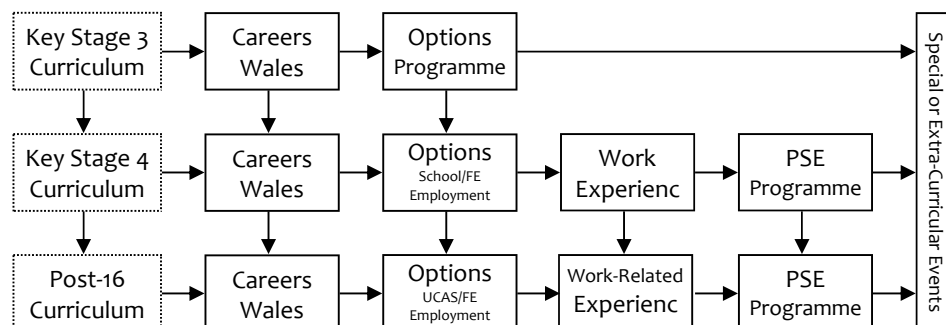 Key Stage 3
Curriculum
Careers
Wales
Options
Programme
Special or Extra-Curricular Events
Key Stage 4
Curriculum
Careers
Wales
Options
School/FE
Employment
Work
Experienc
PSE
Programme
Post-16
Curriculum
Careers
Wales
Options
UCAS/FE
Employment
Work-Related
Experienc
PSE
Programme